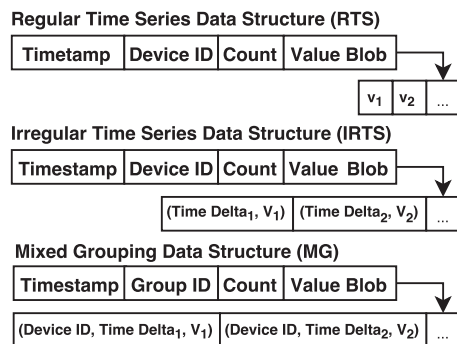 Regular Time Series Data Structure (RTS)
Timetamp Device ID Count Value Blob
v1 v2 ...
Irregular Time Series Data Structure (IRTS)
Timestamp Device ID Count Value Blob
(Time Delta1, V1) (Time Delta2, V2) ...
Mixed Grouping Data Structure (MG)
Timestamp Group ID Count Value Blob
(Device ID, Time Delta1, V1) (Device ID, Time Delta2, V2) ...